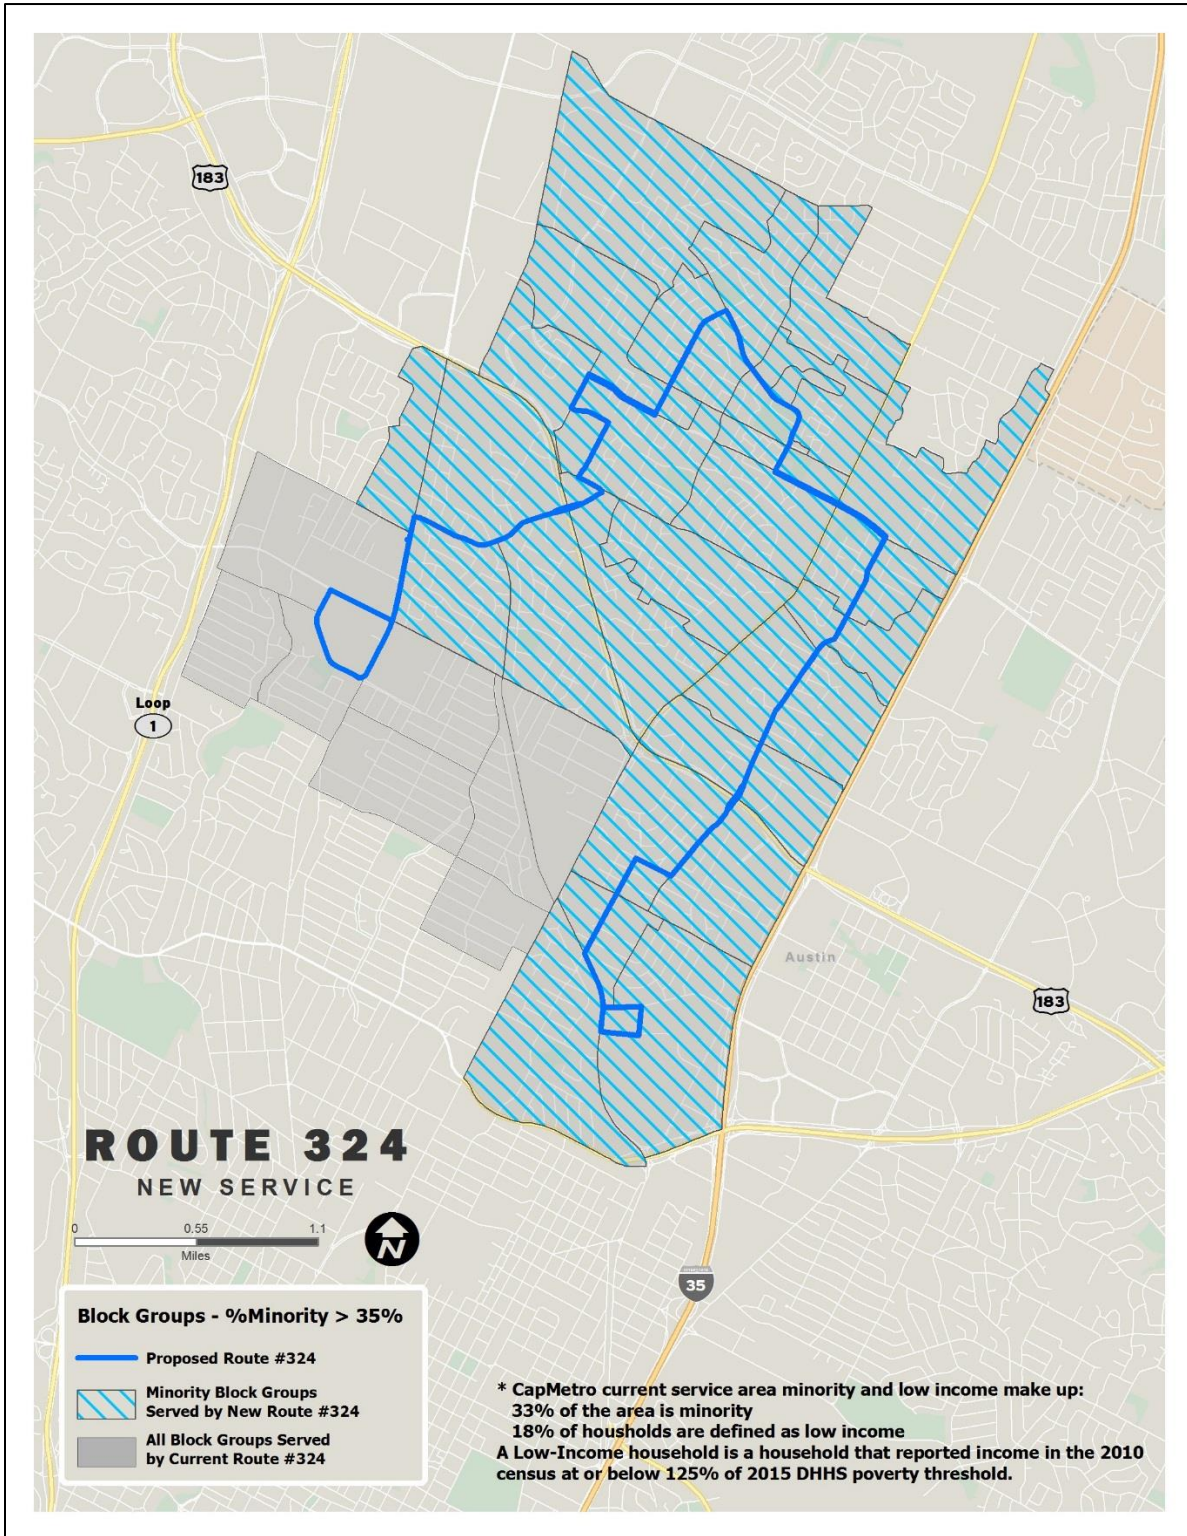 183
Loop
1
Austin
183
ROUTE 324
NEW SERVICE
0 0.55 1.1
Miles
N
35
Block Groups - %Minority > 35%
Proposed Route #324
Minority Block Groups
Served by New Route #324
All Block Groups Served
by Current Route #324
* CapMetro current service area minority and low income make up:
33% of the area is minority
18% of housholds are defined as low income
A Low-Income household is a household that reported income in the 2010
census at or below 125% of 2015 DHHS poverty threshold.